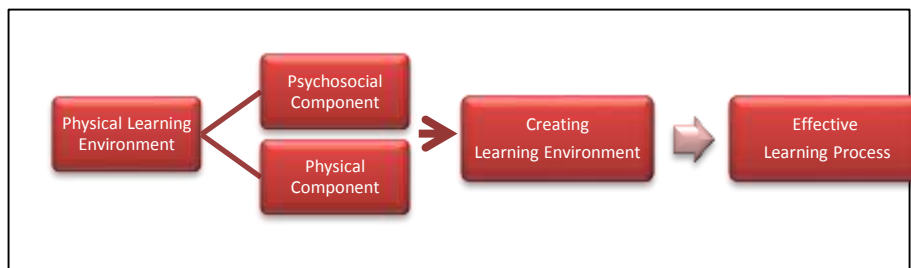 Physical Learning
Environment
Psychosocial
Component
Physical
Component
Creating
Learning Environment
Effective
Learning Process